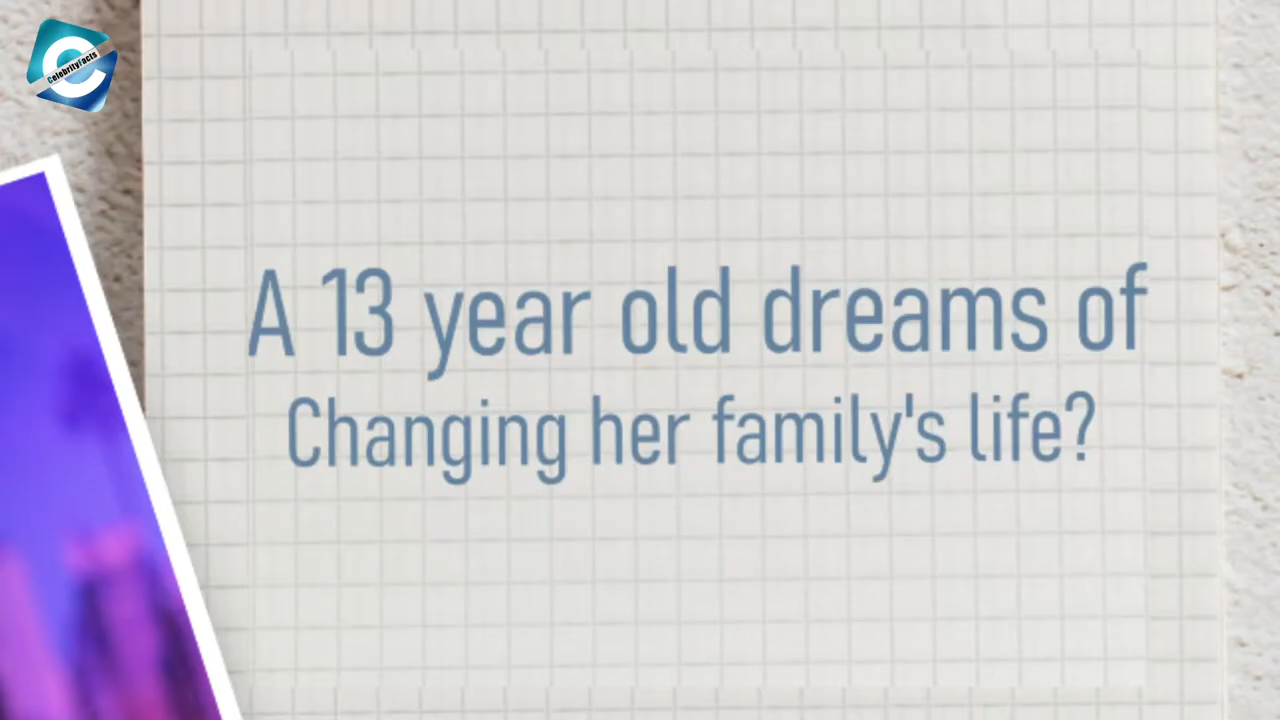 CelebrityFacts
A 13 year old dreams of
Changing her family's life?